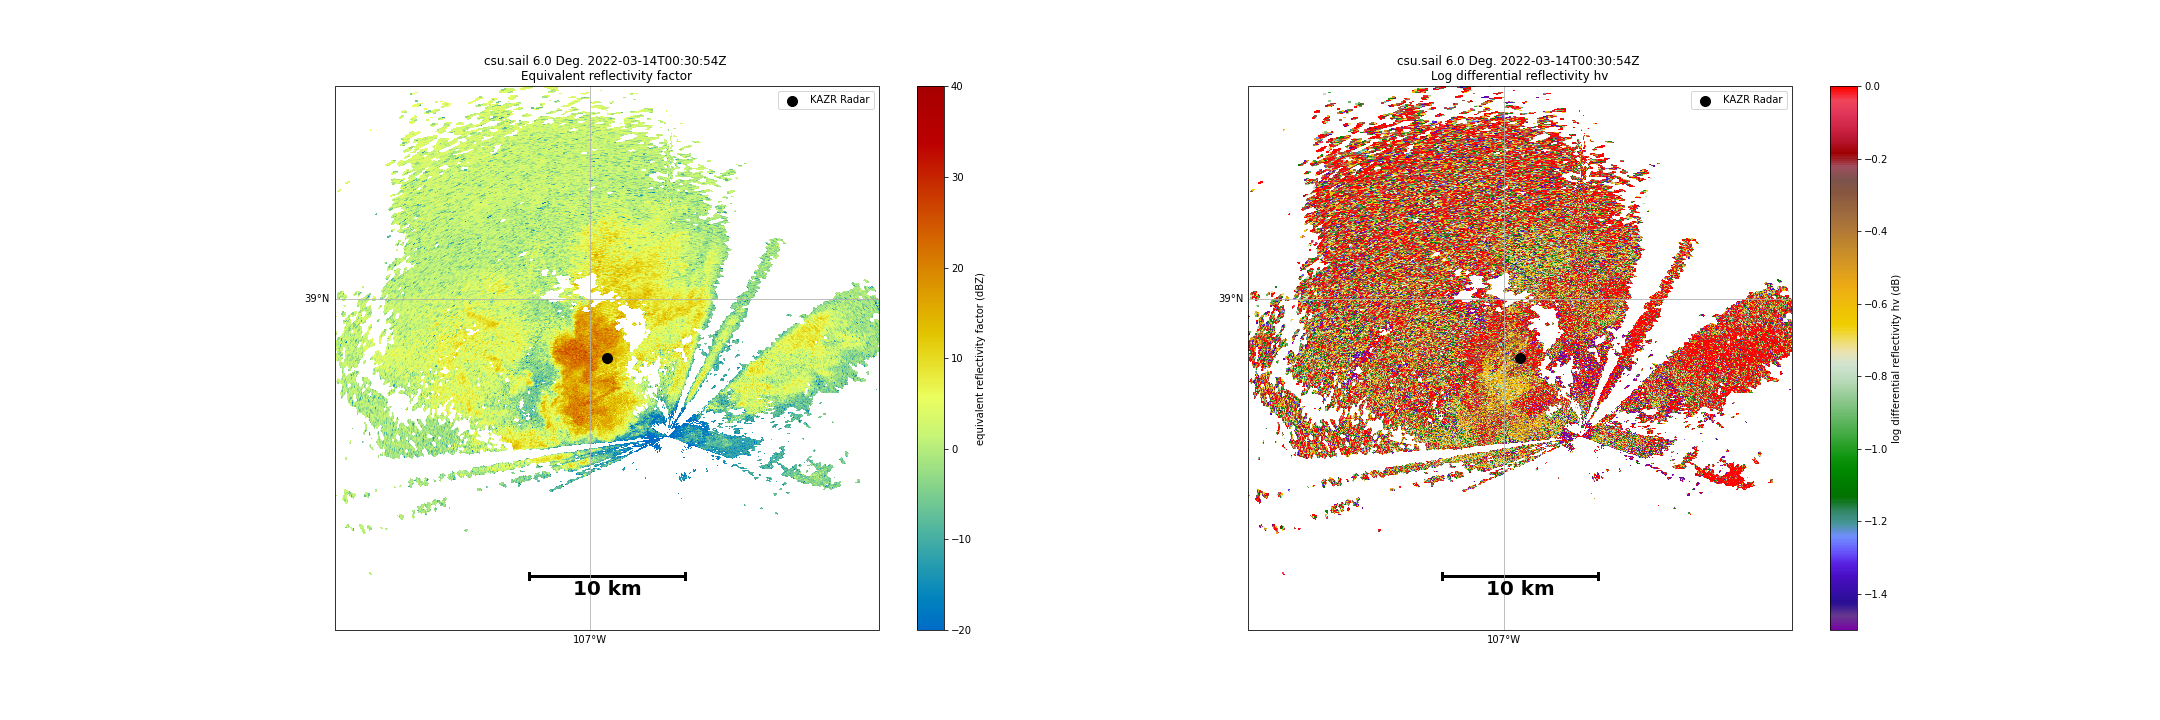 csu.sail 6.0 Deg. 2022-03-14T00:30:54Z
Equivalent reflectivity factor
KAZR Radar
39°N
107°W
10 km
40
30
20
10
0
−10
−20
equivalent reflectivity factor (dBZ)
csu.sail 6.0 Deg. 2022-03-14T00:30:54Z
Log differential reflectivity hv
KAZR Radar
39°N
107°W
10 km
0.0
−0.2
−0.4
−0.6
−0.8
−1.0
−1.2
−1.4
log differential reflectivity hv (dB)